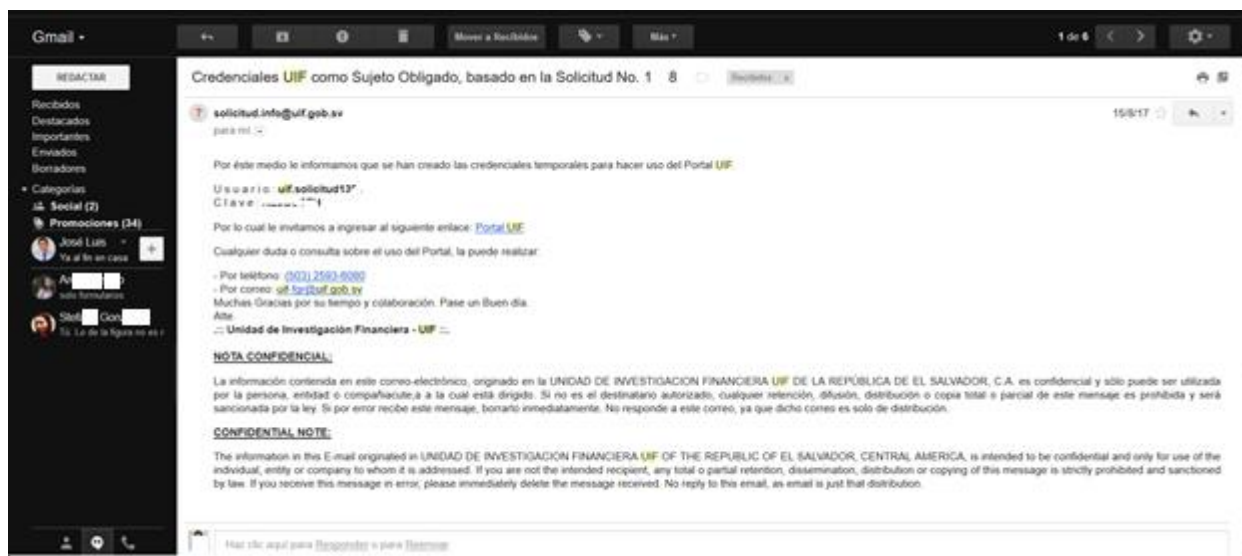 Gmail
Mover a Recibidos
Más
1 de 6
REDACTAR
Credenciales UIF como Sujeto Obligado, basado en la Solicitud No. 1 8
Recibidos x
Recibidos
Destacados
Importantes
Enviados
Borradores
Categorías
Social (2)
Promociones (34)
José Luis
Ya al fin en casa
solo formularios
Gon
Tú: Lo de la figura no es
solicitud.info@uif.gob.sv
15/8/17
para mí
Por éste medio le informamos que se han creado las credenciales temporales para hacer uso del Portal UIF
Usuario: uif.solicitud13
Clave
Por lo cual le invitamos a ingresar al siguiente enlace: Portal UIF
Cualquier duda o consulta sobre el uso del Portal, la puede realizar:
- Por teléfono: (503) 2593-6080
- Por correo:
Muchas Gracias por su tiempo y colaboración. Pase un Buen día.
Atte.
.:: Unidad de Investigación Financiera - UIF ::.
NOTA CONFIDENCIAL:
La información contenida en este correo-electrónico, originado en la UNIDAD DE INVESTIGACION FINANCIERA UIF DE LA REPÚBLICA DE EL SALVADOR, C.A. es confidencial y sólo puede ser utilizada
por la persona, entidad o compañiacute,a a la cual está dirigido. Si no es el destinatario autorizado, cualquier retención, difusión, distribución o copia total o parcial de este mensaje es prohibida y será
sancionada por la ley. Si por error recibe este mensaje, borrarlo inmediatamente. No responde a este correo, ya que dicho correo es solo de distribución.
CONFIDENTIAL NOTE:
The information in this E-mail originated in UNIDAD DE INVESTIGACION FINANCIERA UIF OF THE REPUBLIC OF EL SALVADOR, CENTRAL AMERICA, is intended to be confidential and only for use of the
individual, entity or company to whom it is addressed. If you are not the intended recipient, any total o partial retention, dissemination, distribution or copying of this message is strictly prohibited and sanctioned
by law. If you receive this message in error, please immediately delete the message received. No reply to this email, as email is just that distribution.
Haz clic aquí para Responder o para Reenviar